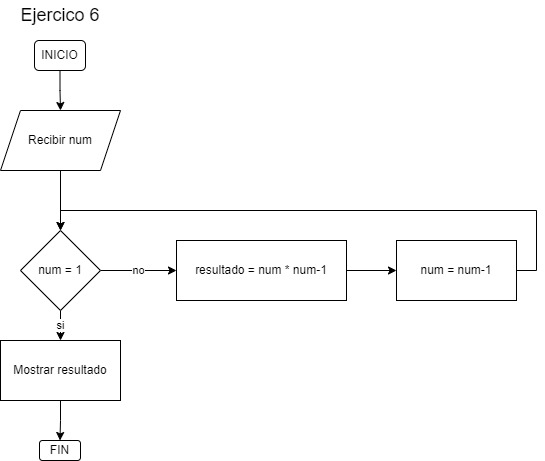 Ejercico 6
INICIO
Recibir num
num = 1
no
resultado = num * num-1
num = num-1
si
Mostrar resultado
FIN